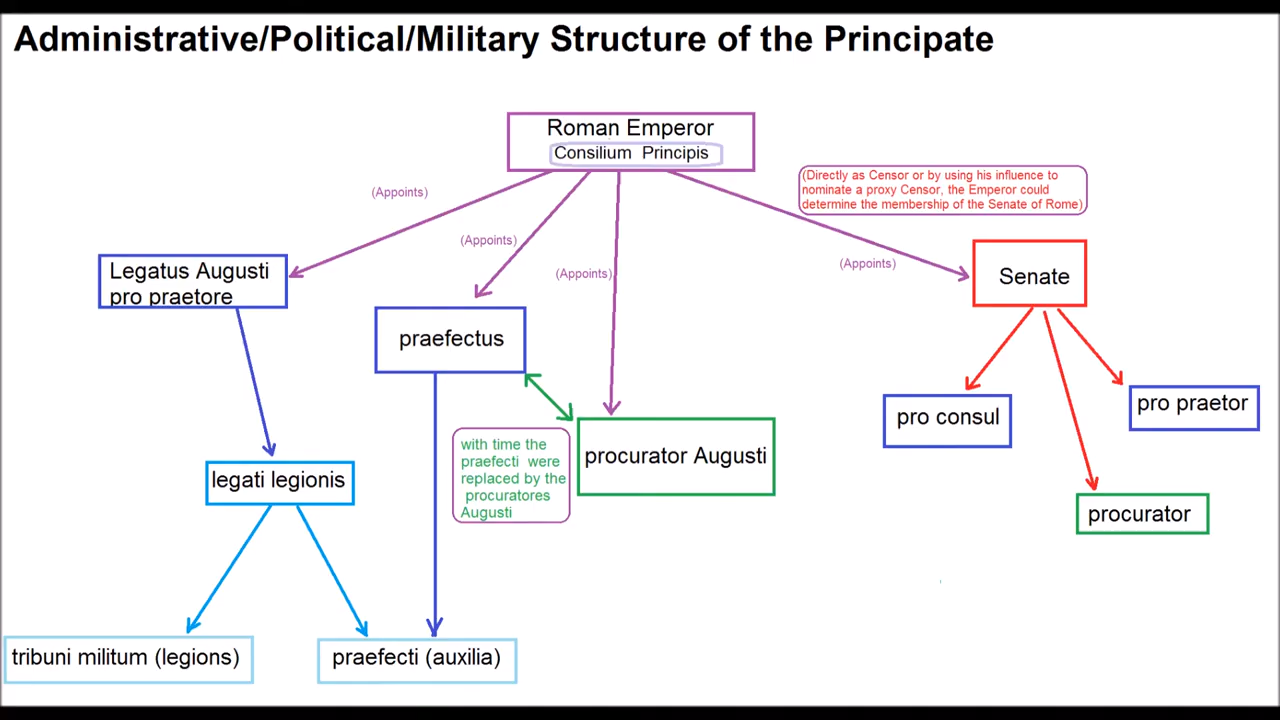 Administrative/Political/Military Structure of the Principate
Roman Emperor
Consilium Principis
(Appoints)
(Appoints)
(Appoints)
(Directly as Censor or by using his influence to
nominate a proxy Censor, the Emperor could
determine the membership of the Senate of Rome)
(Appoints)
Legatus Augusti
pro praetore
praefectus
Senate
with time the
praefecti were
replaced by the
procuratores
Augusti
procurator Augusti
pro consul
pro praetor
procurator
legati legionis
tribuni militum (legions)
praefecti (auxilia)